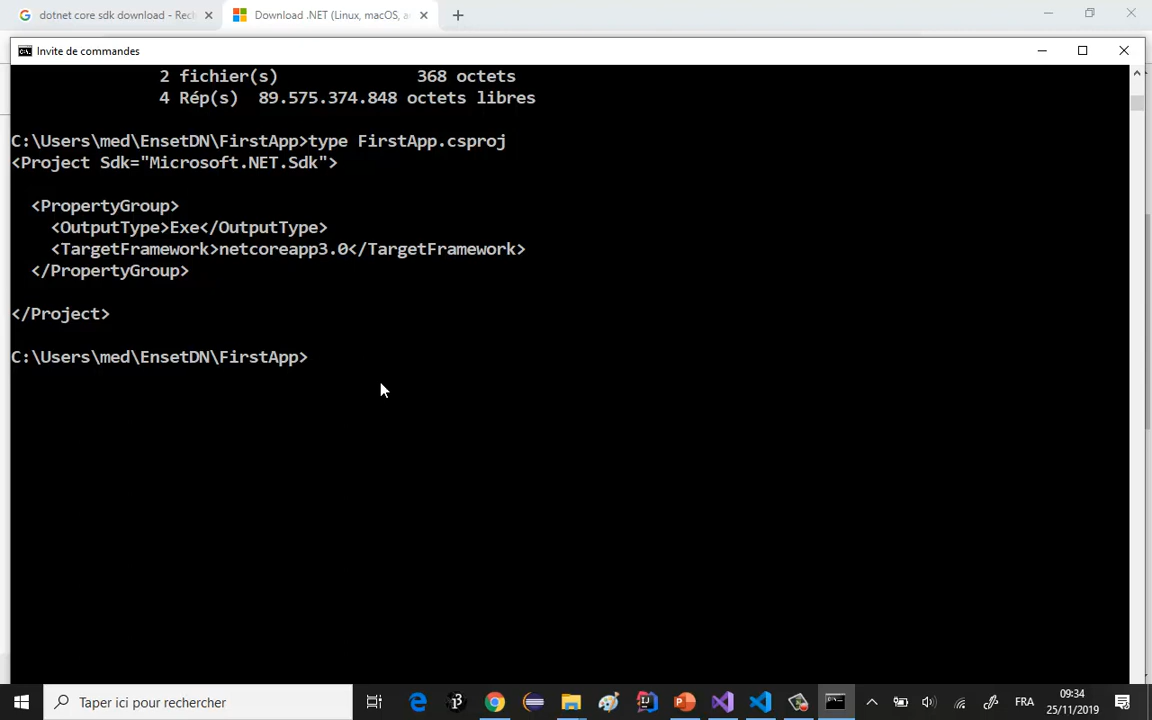 dotnet core sdk download - Rech
Download .NET (Linux, macOS, a
Invite de commandes
2 fichier(s) 368 octets
4 Rép(s) 89.575.374.848 octets libres
C:\Users\med\EnsetDN\FirstApp>type FirstApp.csproj
<Project Sdk="Microsoft.NET.Sdk">
<PropertyGroup>
<OutputType>Exe</OutputType>
<TargetFramework>netcoreapp3.0</TargetFramework>
</PropertyGroup>
</Project>
C:\Users\med\EnsetDN\FirstApp>
Taper ici pour rechercher
FRA
09:34
25/11/2019